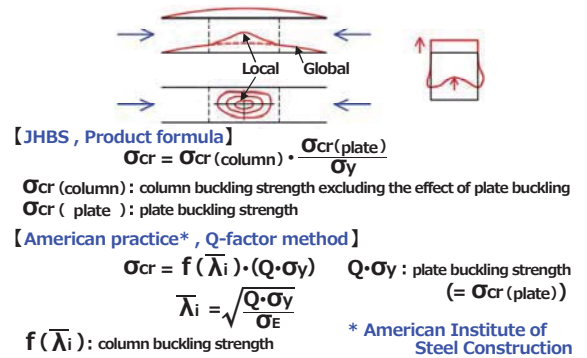 Local Global
【JHBS , Product formula】
σcr = σcr(column)・σcr(plate)/σy
σcr (column) : column buckling strength excluding the effect of plate buckling
σcr ( plate ) : plate buckling strength
【American practice* , Q-factor method】
σcr = f ( λ̅i )・(Q・σy) Q・σy : plate buckling strength
(= σcr(plate) )
λ̅i = √(Q・σy/σE)
f ( λ̅i ) : column buckling strength
* American Institute of
Steel Construction